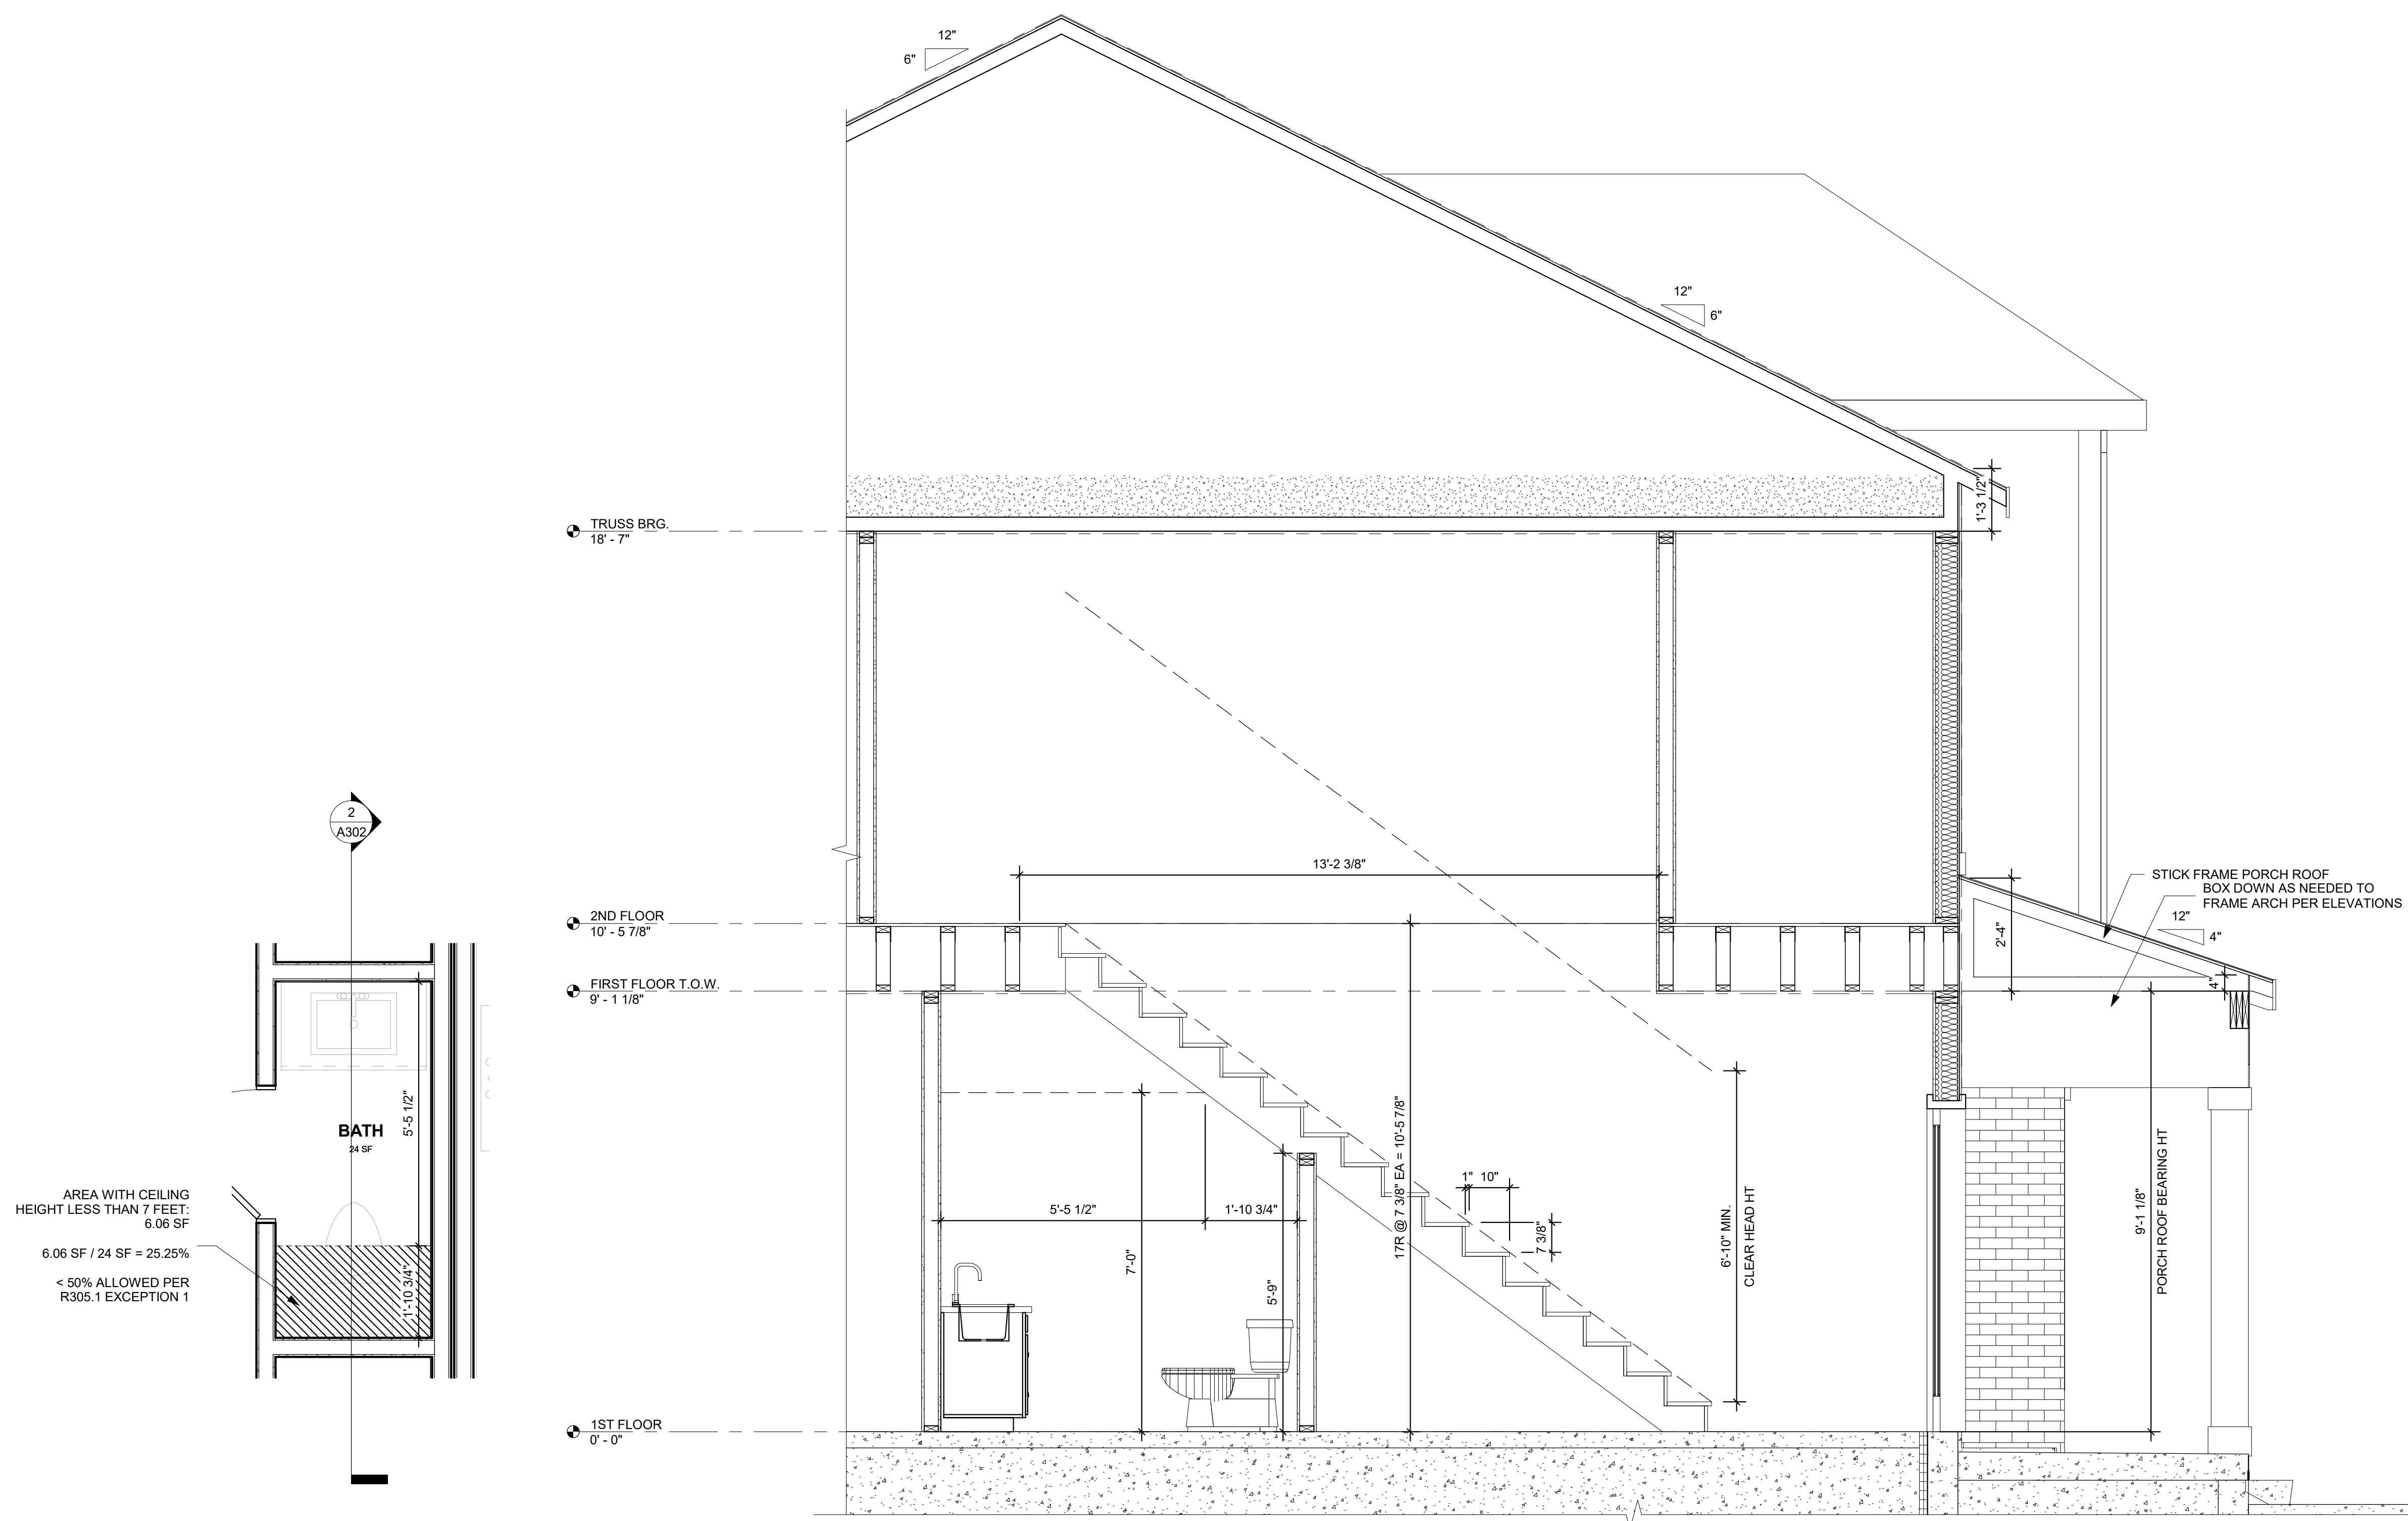 12"
6"
12"
6"
1'-3 1/2"
TRUSS BRG.
18' - 7"
13'-2 3/8"
2ND FLOOR
10' - 5 7/8"
FIRST FLOOR T.O.W.
9' - 1 1/8"
STICK FRAME PORCH ROOF
BOX DOWN AS NEEDED TO
FRAME ARCH PER ELEVATIONS
12"
4"
2'-4"
4"
2
A302
5'-5 1/2"
BATH
24 SF
1'-10 3/4"
AREA WITH CEILING
HEIGHT LESS THAN 7 FEET:
6.06 SF
6.06 SF / 24 SF = 25.25%
< 50% ALLOWED PER
R305.1 EXCEPTION 1
5'-5 1/2"
1'-10 3/4"
7'-0"
5'-9"
17R @ 7 3/8" EA = 10'-5 7/8"
1"
10"
7 3/8"
6'-10" MIN.
CLEAR HEAD HT
9'-1 1/8"
PORCH ROOF BEARING HT
1ST FLOOR
0' - 0"